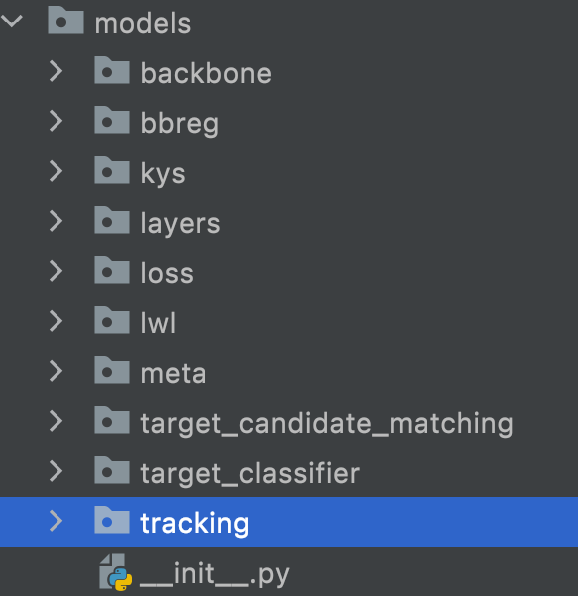 models
backbone
bbreg
kys
layers
loss
lwl
meta
target_candidate_matching
target_classifier
tracking
__init__.py